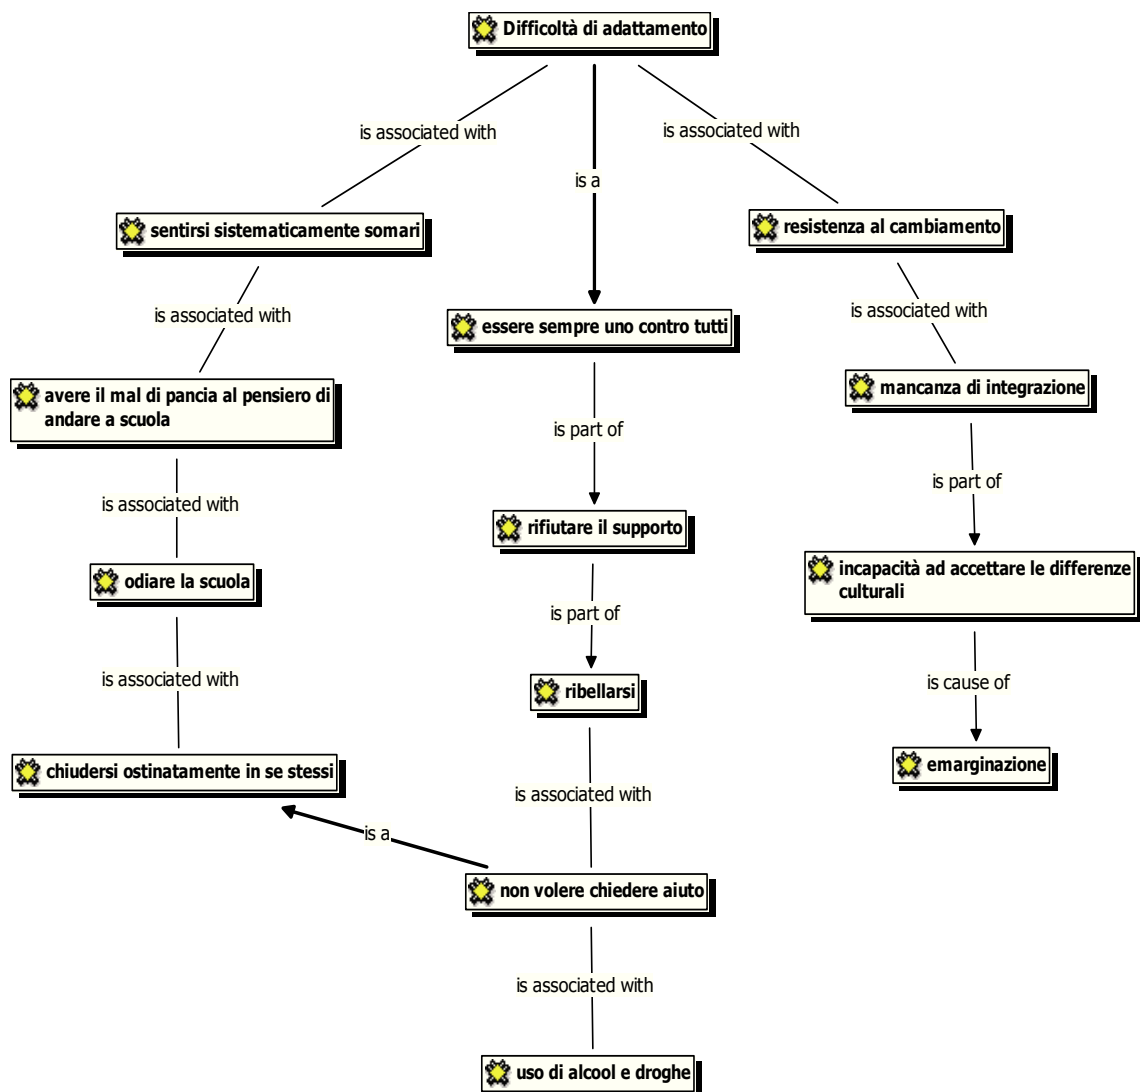 Difficoltà di adattamento
is associated with
is associated with
is a
sentirsi sistematicamente somari
resistenza al cambiamento
is associated with
is associated with
essere sempre uno contro tutti
avere il mal di pancia al pensiero di
andare a scuola
mancanza di integrazione
is part of
is part of
is associated with
rifiutare il supporto
odiare la scuola
incapacità ad accettare le differenze
culturali
is part of
is associated with
is cause of
ribellarsi
chiudersi ostinatamente in se stessi
emarginazione
is associated with
is a
non volere chiedere aiuto
is associated with
uso di alcool e droghe